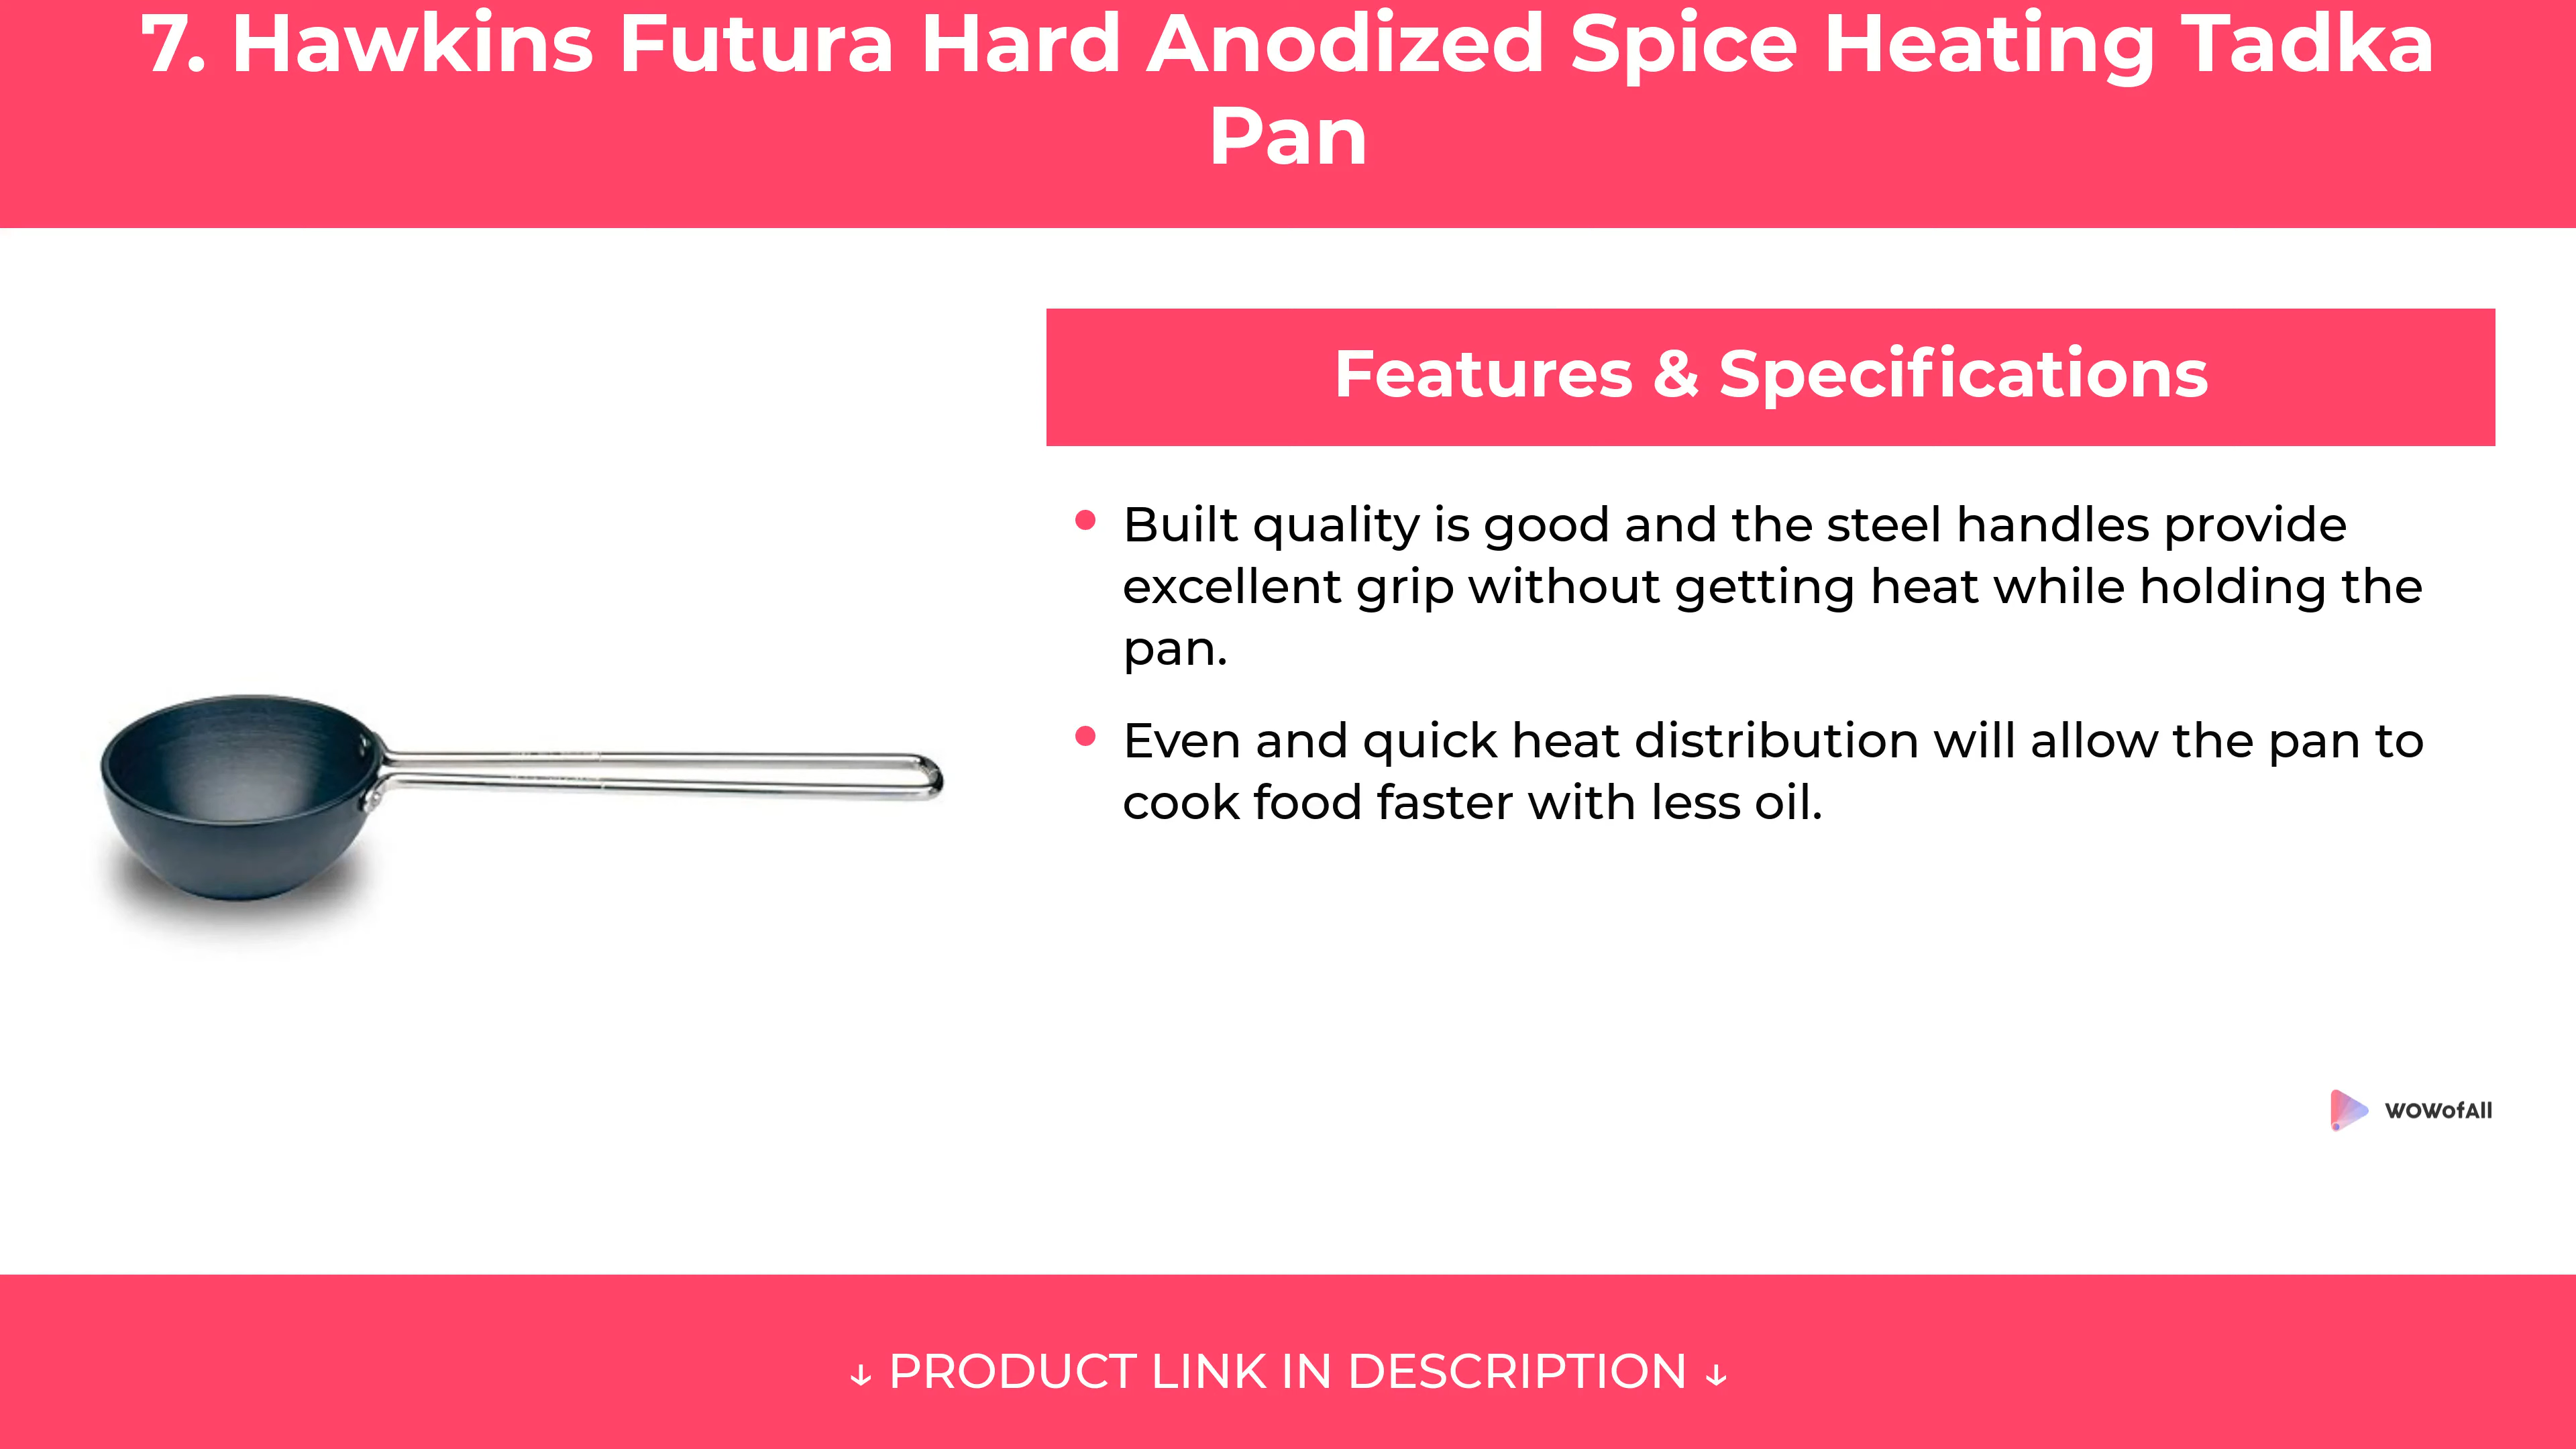 7. Hawkins Futura Hard Anodized Spice Heating Tadka
Pan
Features & Specifications
Built quality is good and the steel handles provide
excellent grip without getting heat while holding the
pan.
Even and quick heat distribution will allow the pan to
cook food faster with less oil.
WOWofAll
↓ PRODUCT LINK IN DESCRIPTION ↓